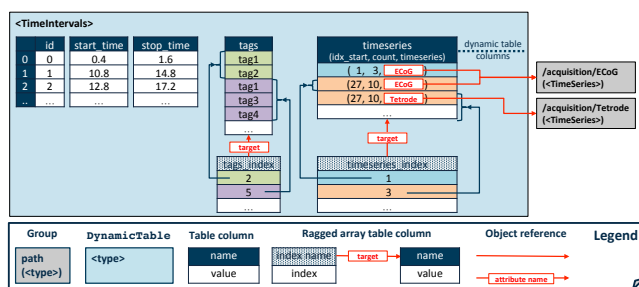 <TimeIntervals>
id start_time stop_time
0 0 0.4 1.6
1 1 10.8 14.8
2 2 12.8 17.2
.. .. ... ...
tags
tag1
tag2
tag1
tag3
tag4
...
target
tags_index
2
5
...
timeseries
(idx_start, count, timeseries)
( 1, 3, ECoG )
(27, 10, ECoG )
(27, 10, Tetrode )
...
target
timeseries_index
1
3
...
dynamic table
columns
/acquisition/ECoG
(<TimeSeries>)
/acquisition/Tetrode
(<TimeSeries>)
Group DynamicTable Table column Ragged array table column Object reference Legend
path
(<type>)
<type>
name
value
index name target name
index value
attribute name